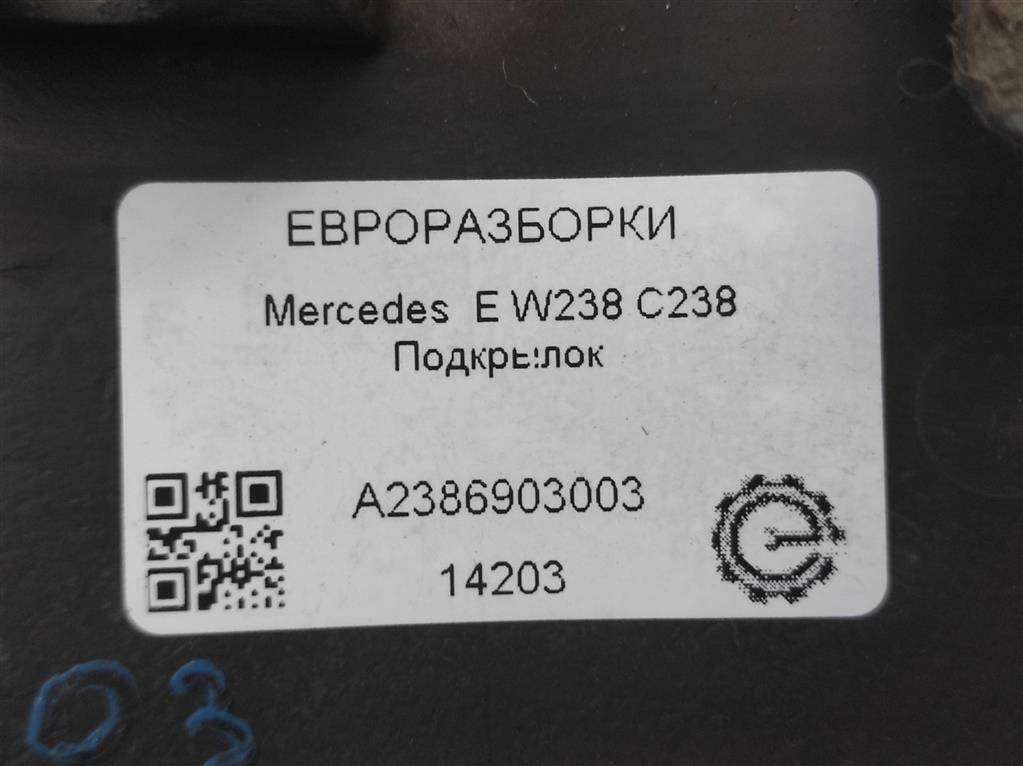 ЕВРОРАЗБОРКИ
Mercedes E W238 C238
Подкрылок
A2386903003
14203
03